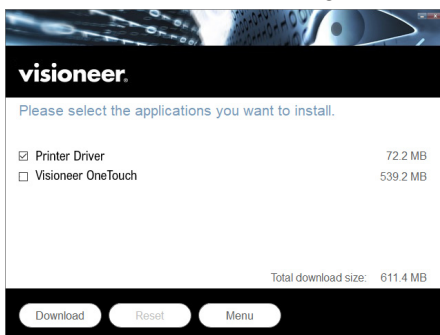 visioneer.
Please select the applications you want to install.
Printer Driver 72.2 MB
Visioneer OneTouch 539.2 MB
Total download size: 611.4 MB
Download Reset Menu